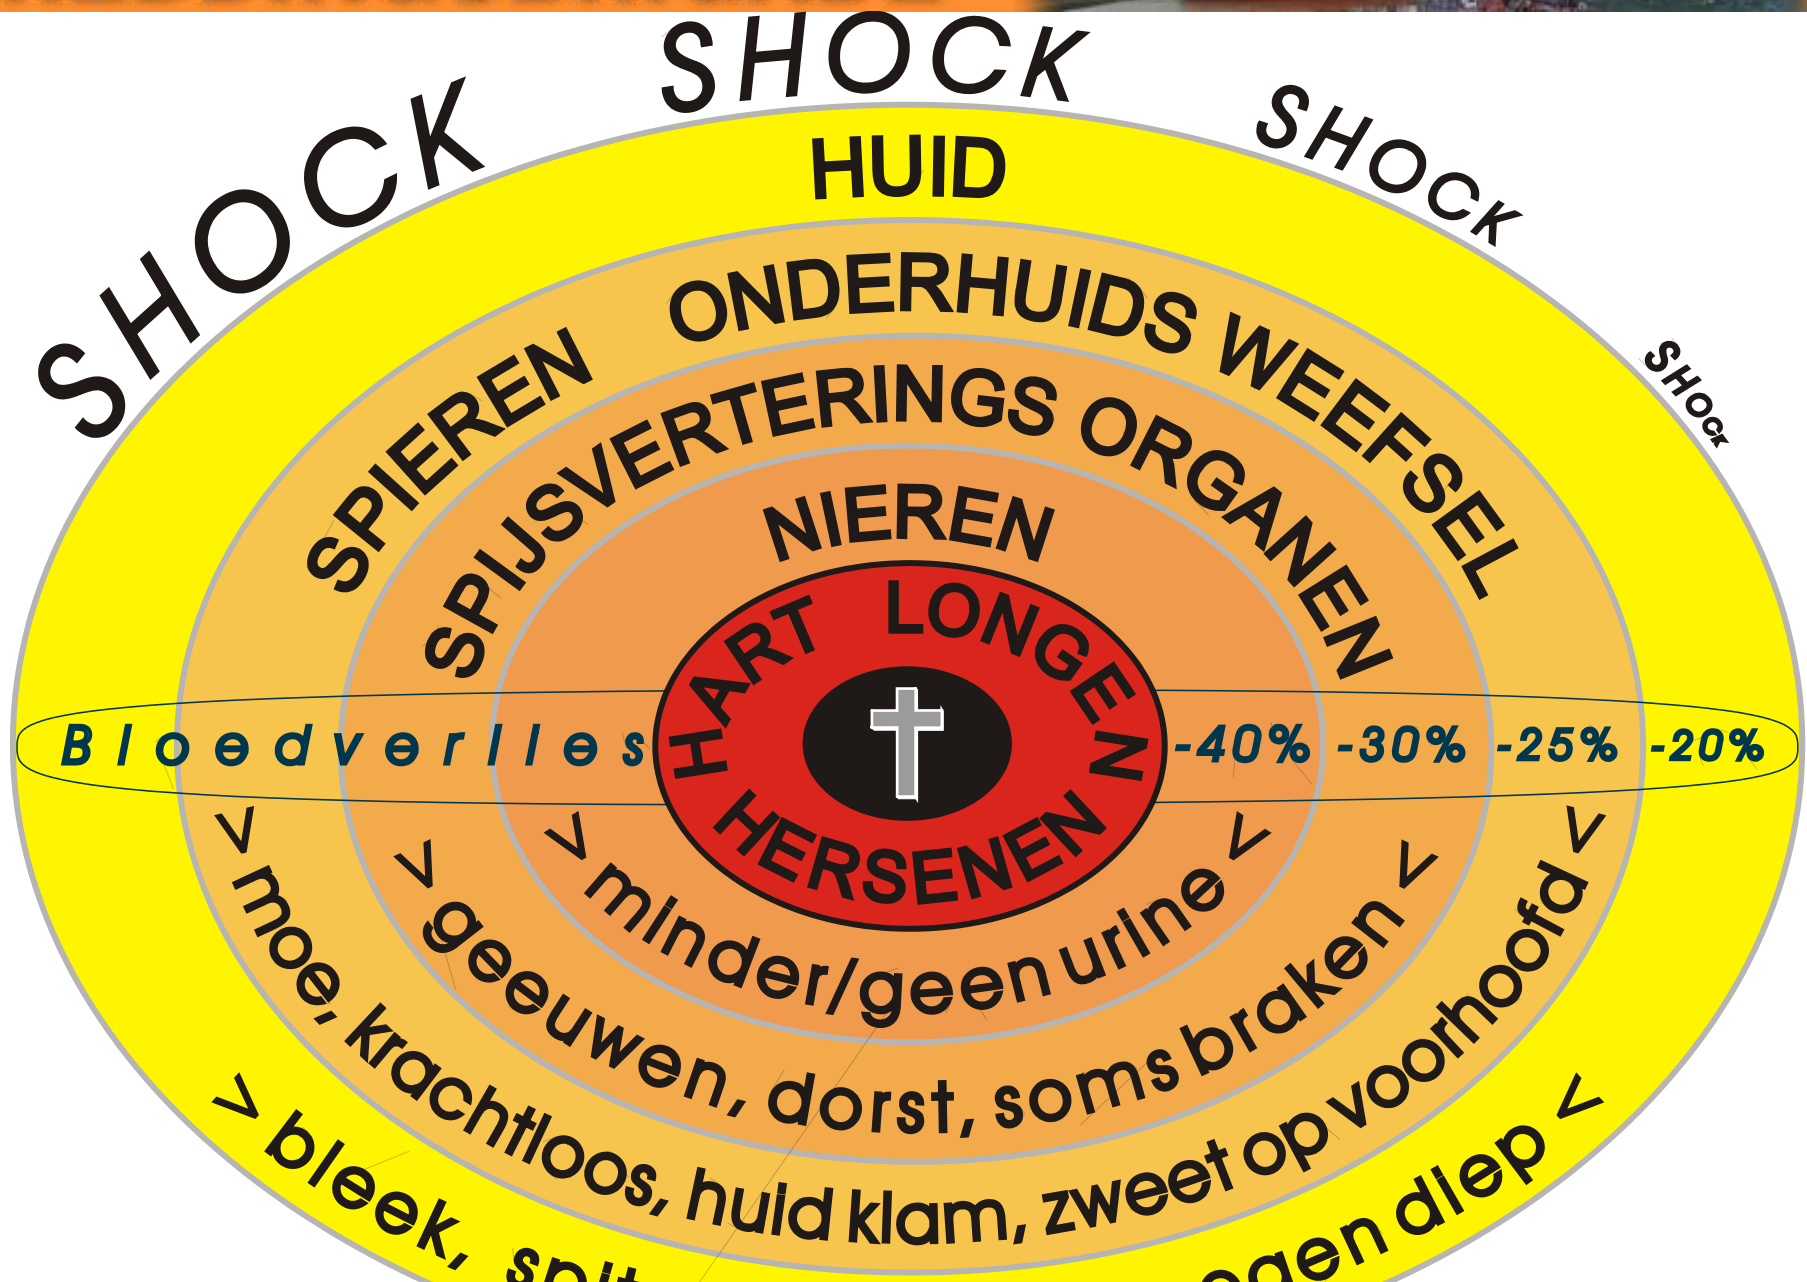 SHOCK
SHOCK
SHOCK
SHOCK
HUID
SPIEREN ONDERHUIDS WEEFSEL
SPIJSVERTERINGS ORGANEN
NIEREN
HART LONGEN
HERSENEN
Bloedverlies -40% -30% -25% -20%
> minder/geen urine <
> geeuwen, dorst, soms braken <
> moe, krachtloos, huid klam, zweet op voorhoofd <
> bleek, diep <